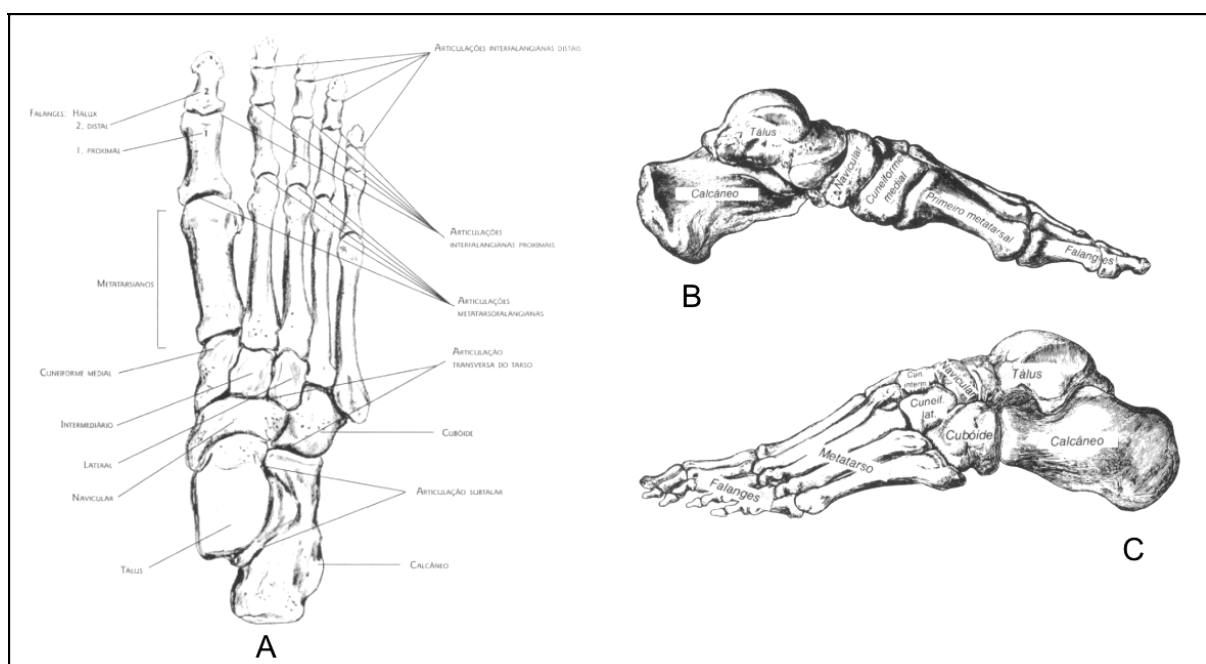 ARTICULAÇÕES INTERFALANGIANAS DISTAIS
FALANGES: HÁLUX
2. DISTAL
1. PROXIMAL
2
1
ARTICULAÇÕES
INTERFALANGIANAS PROXIMAIS
METATARSIANOS
ARTICULAÇÕES
METATARSOFALANGIANAS
CUNEIFORME MEDIAL
ARTICULAÇÃO
TRANSVERSA DO TARSO
INTERMEDIÁRIO
CUBÓIDE
LATERAL
NAVICULAR
ARTICULAÇÃO SUBTALAR
TÁLUS
CALCÂNEO
A
Tálus
Calcâneo
Navicular
Cuneiforme
medial
Primeiro metatarsal
Falanges
B
Cun.
interm.
Navicular
Tálus
Cuneif.
lat.
Cubóide
Calcâneo
Metatarso
Falanges
C